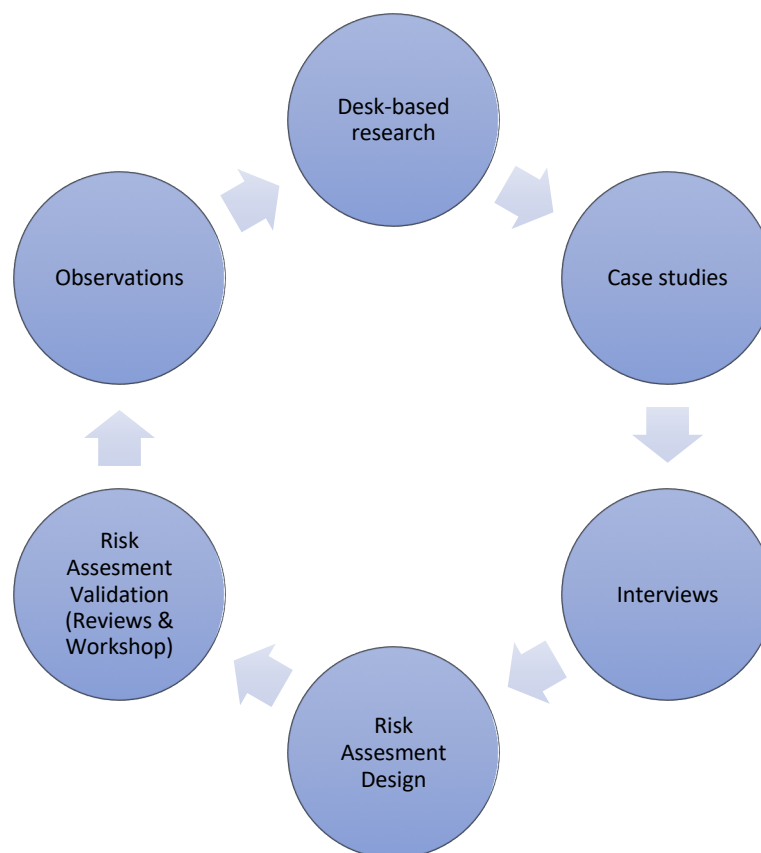 Desk-based
research
Case studies
Interviews
Risk
Assesment
Design
Risk
Assesment
Validation
(Reviews &
Workshop)
Observations